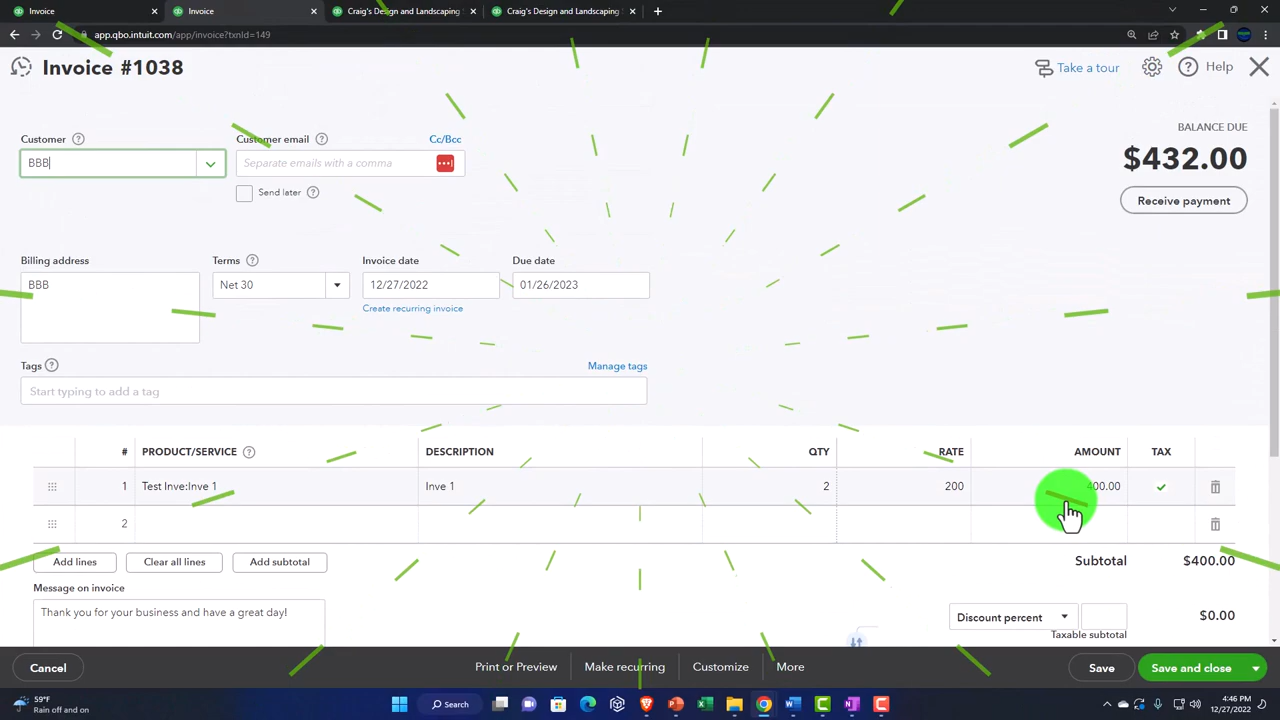 Invoice
Invoice
Craig's Design and Landscaping
Craig's Design and Landscaping
app.qbo.intuit.com/app/invoice?txnId=149
Invoice #1038
Take a tour
Help
Customer
Customer email
Cc/Bcc
BALANCE DUE
BBB
Separate emails with a comma
$432.00
Send later
Receive payment
Billing address
Terms
Invoice date
Due date
BBB
Net 30
12/27/2022
01/26/2023
Create recurring invoice
Tags
Manage tags
Start typing to add a tag
# PRODUCT/SERVICE DESCRIPTION QTY RATE AMOUNT TAX
1 Test Inve:Inve 1 Inve 1 2 200 400.00
2
Add lines
Clear all lines
Add subtotal
Subtotal $400.00
Message on invoice
Thank you for your business and have a great day!
Discount percent
$0.00
Taxable subtotal
Cancel
Print or Preview
Make recurring
Customize
More
Save
Save and close
59°F
Rain off and on
Search
4:46 PM
12/27/2022